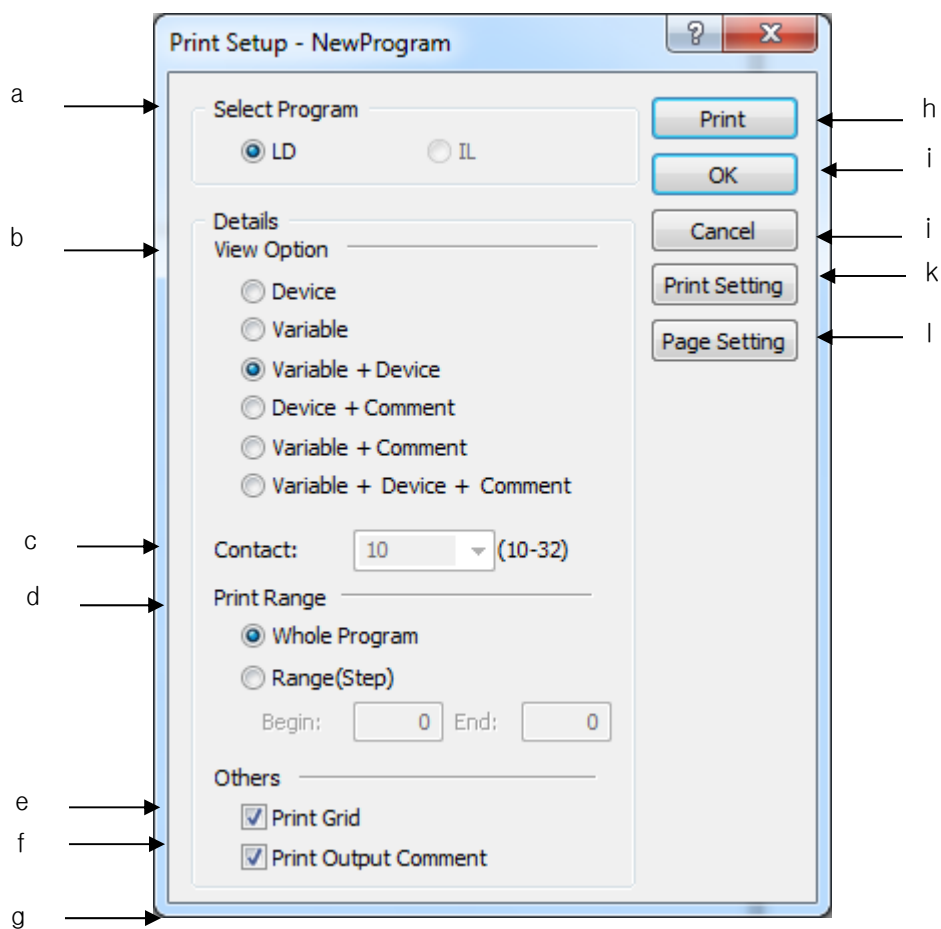 Print Setup - NewProgram
?
a
Select Program
Print
h
LD
IL
OK
i
Details
Cancel
i
b
View Option
Print Setting
k
Device
Variable
Page Setting
l
Variable + Device
Device + Comment
Variable + Comment
Variable + Device + Comment
c
Contact: 10 (10-32)
d
Print Range
Whole Program
Range(Step)
Begin: 0 End: 0
Others
e
Print Grid
f
Print Output Comment
g